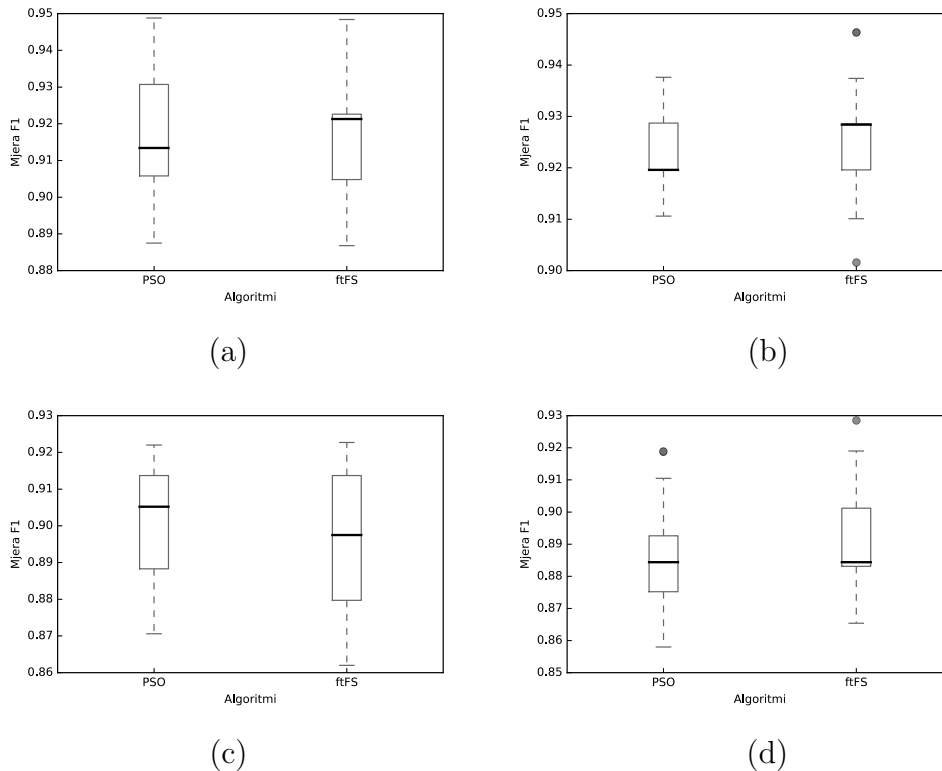 0.95
0.94
0.93
0.92
0.91
0.90
0.89
0.88
Mjera F1
PSO
ftFS
Algoritmi
(a)
0.95
0.94
0.93
0.92
0.91
0.90
Mjera F1
PSO
ftFS
Algoritmi
(b)
0.93
0.92
0.91
0.90
0.89
0.88
0.87
0.86
Mjera F1
PSO
ftFS
Algoritmi
(c)
0.93
0.92
0.91
0.90
0.89
0.88
0.87
0.86
0.85
Mjera F1
PSO
ftFS
Algoritmi
(d)